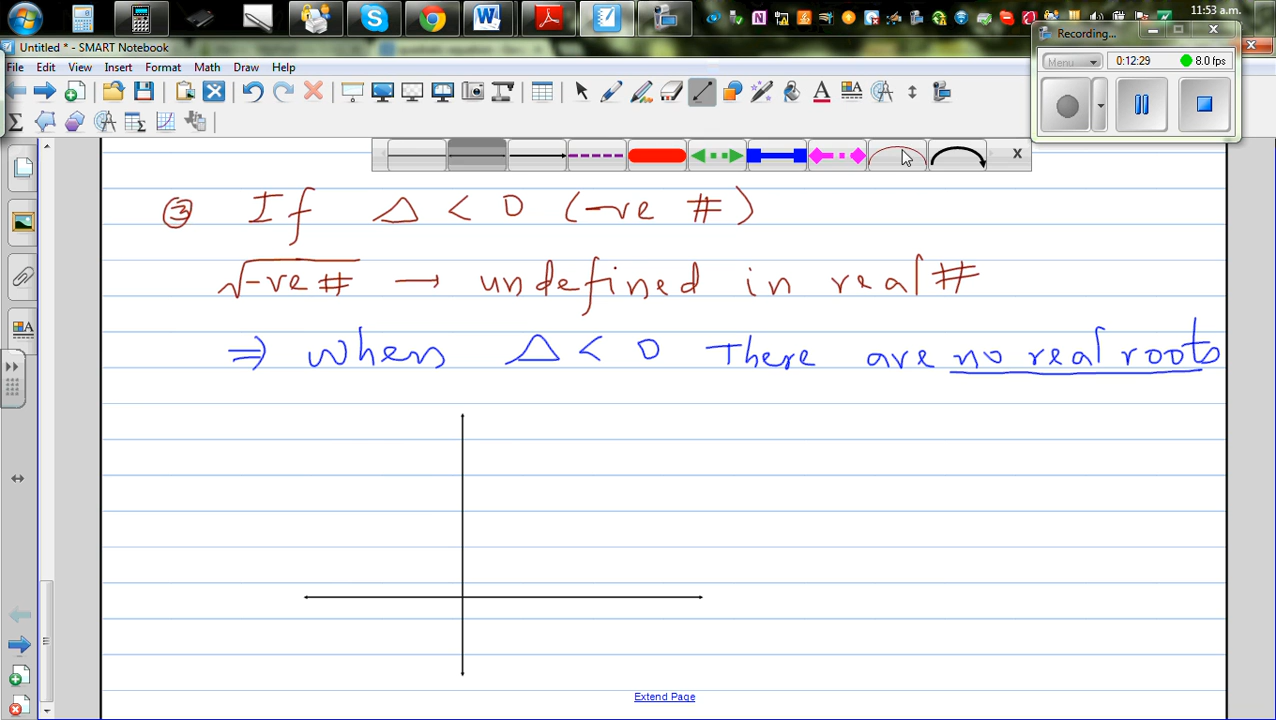 11:53 a.m.
Untitled * - SMART Notebook
Recording...
File Edit View Insert Format Math Draw Help
Menu 0:12:29 8.0 fps
③ If Δ < 0 (-ve #)
√-ve # → undefined in real #
⇒ When Δ < 0 There are no real roots
Extend Page